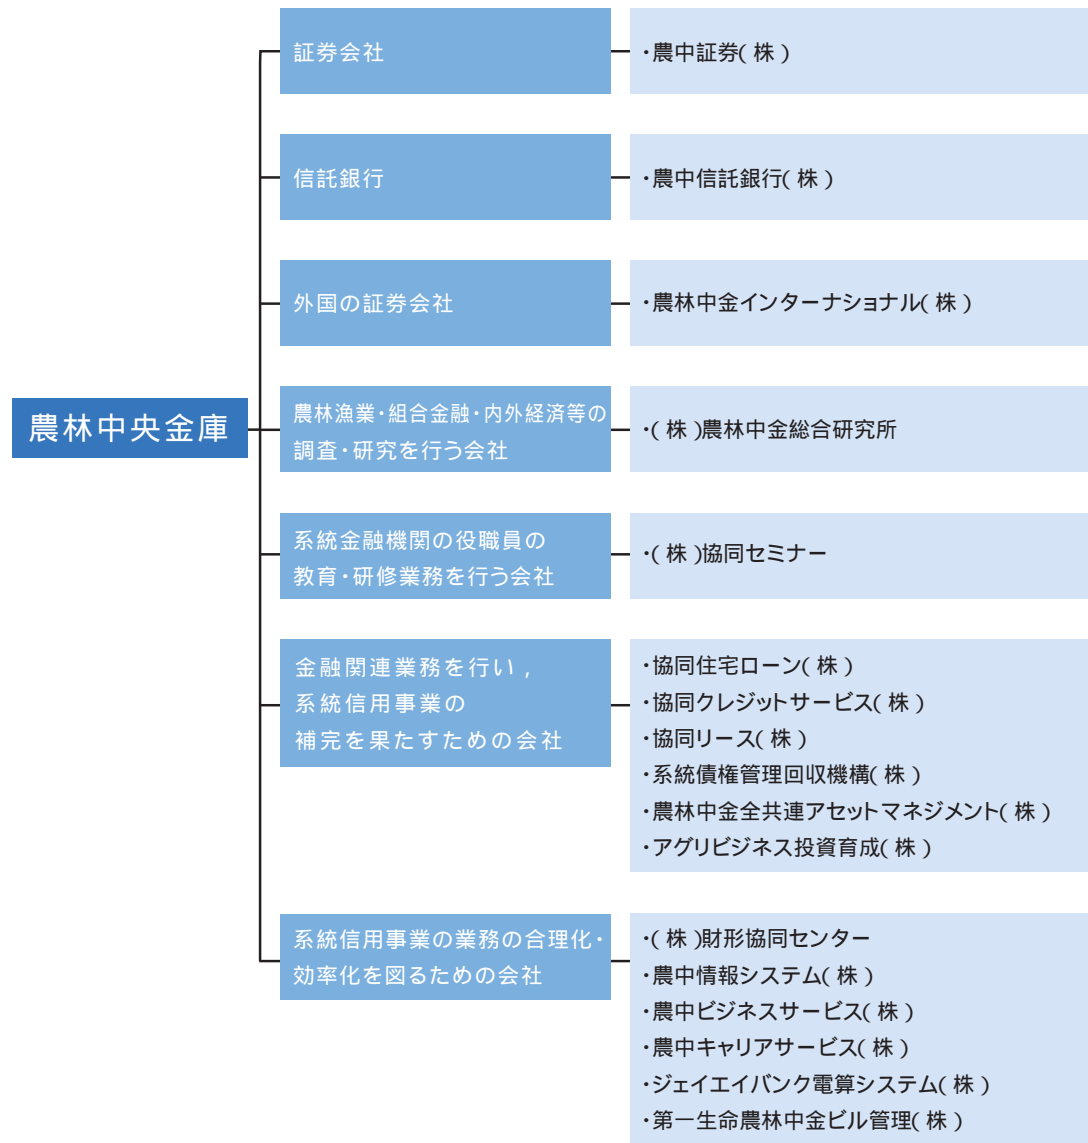 農林中央金庫
証券会社
・農中証券(株)
信託銀行
・農中信託銀行(株)
外国の証券会社
・農林中金インターナショナル(株)
農林漁業・組合金融・内外経済等の
調査・研究を行う会社
・(株)農林中金総合研究所
系統金融機関の役職員の
教育・研修業務を行う会社
・(株)協同セミナー
金融関連業務を行い,
系統信用事業の
補完を果たすための会社
・協同住宅ローン(株)
・協同クレジットサービス(株)
・協同リース(株)
・系統債権管理回収機構(株)
・農林中金全共連アセットマネジメント(株)
・アグリビジネス投資育成(株)
系統信用事業の業務の合理化・
効率化を図るための会社
・(株)財形協同センター
・農中情報システム(株)
・農中ビジネスサービス(株)
・農中キャリアサービス(株)
・ジェイエイバンク電算システム(株)
・第一生命農林中金ビル管理(株)